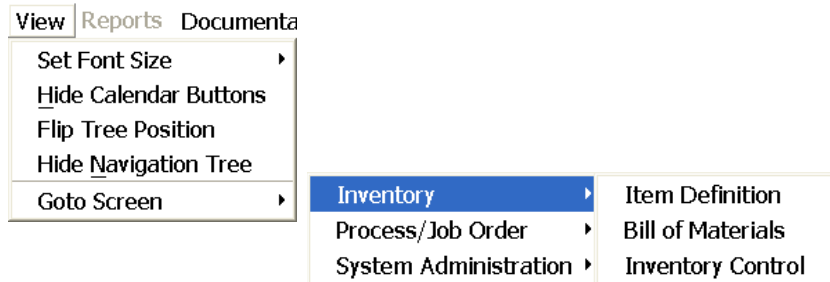 View Reports Documenta
Set Font Size
Hide Calendar Buttons
Flip Tree Position
Hide Navigation Tree
Goto Screen
Inventory
Process/Job Order
System Administration
Item Definition
Bill of Materials
Inventory Control